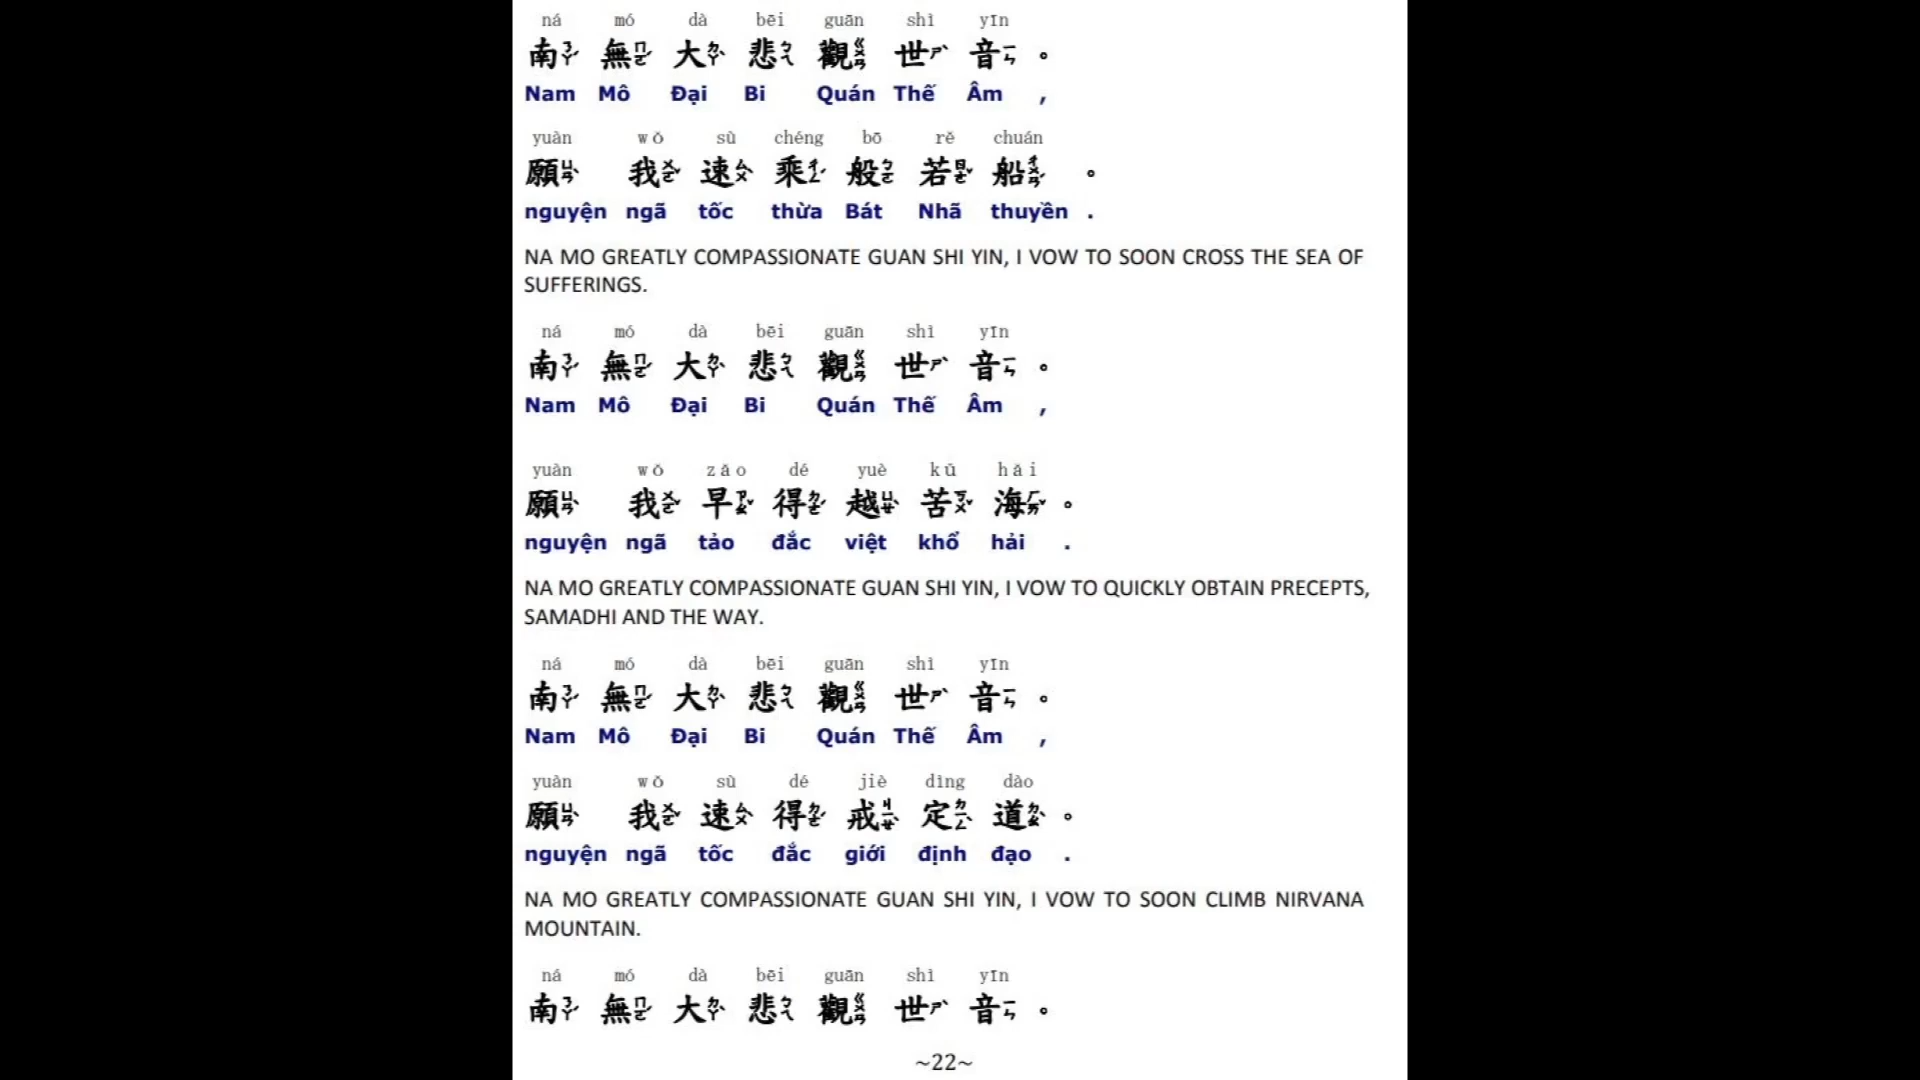 ná mó dà bēi guān shì yīn
南無大悲觀世音。
Nam Mô Đại Bi Quán Thế Âm ,
yuàn wǒ sù chéng bō rě chuán
願我速乘般若船。
nguyện ngã tốc thừa Bát Nhã thuyền .
NA MO GREATLY COMPASSIONATE GUAN SHI YIN, I VOW TO SOON CROSS THE SEA OF
SUFFERINGS.
ná mó dà bēi guān shì yīn
南無大悲觀世音。
Nam Mô Đại Bi Quán Thế Âm ,
yuàn wǒ zǎo dé yuè kǔ hǎi
願我早得越苦海。
nguyện ngã tảo đắc việt khổ hải .
NA MO GREATLY COMPASSIONATE GUAN SHI YIN, I VOW TO QUICKLY OBTAIN PRECEPTS,
SAMADHI AND THE WAY.
ná mó dà bēi guān shì yīn
南無大悲觀世音。
Nam Mô Đại Bi Quán Thế Âm ,
yuàn wǒ sù dé jiè dìng dào
願我速得戒定道。
nguyện ngã tốc đắc giới định đạo .
NA MO GREATLY COMPASSIONATE GUAN SHI YIN, I VOW TO SOON CLIMB NIRVANA
MOUNTAIN.
ná mó dà bēi guān shì yīn
南無大悲觀世音。
~22~